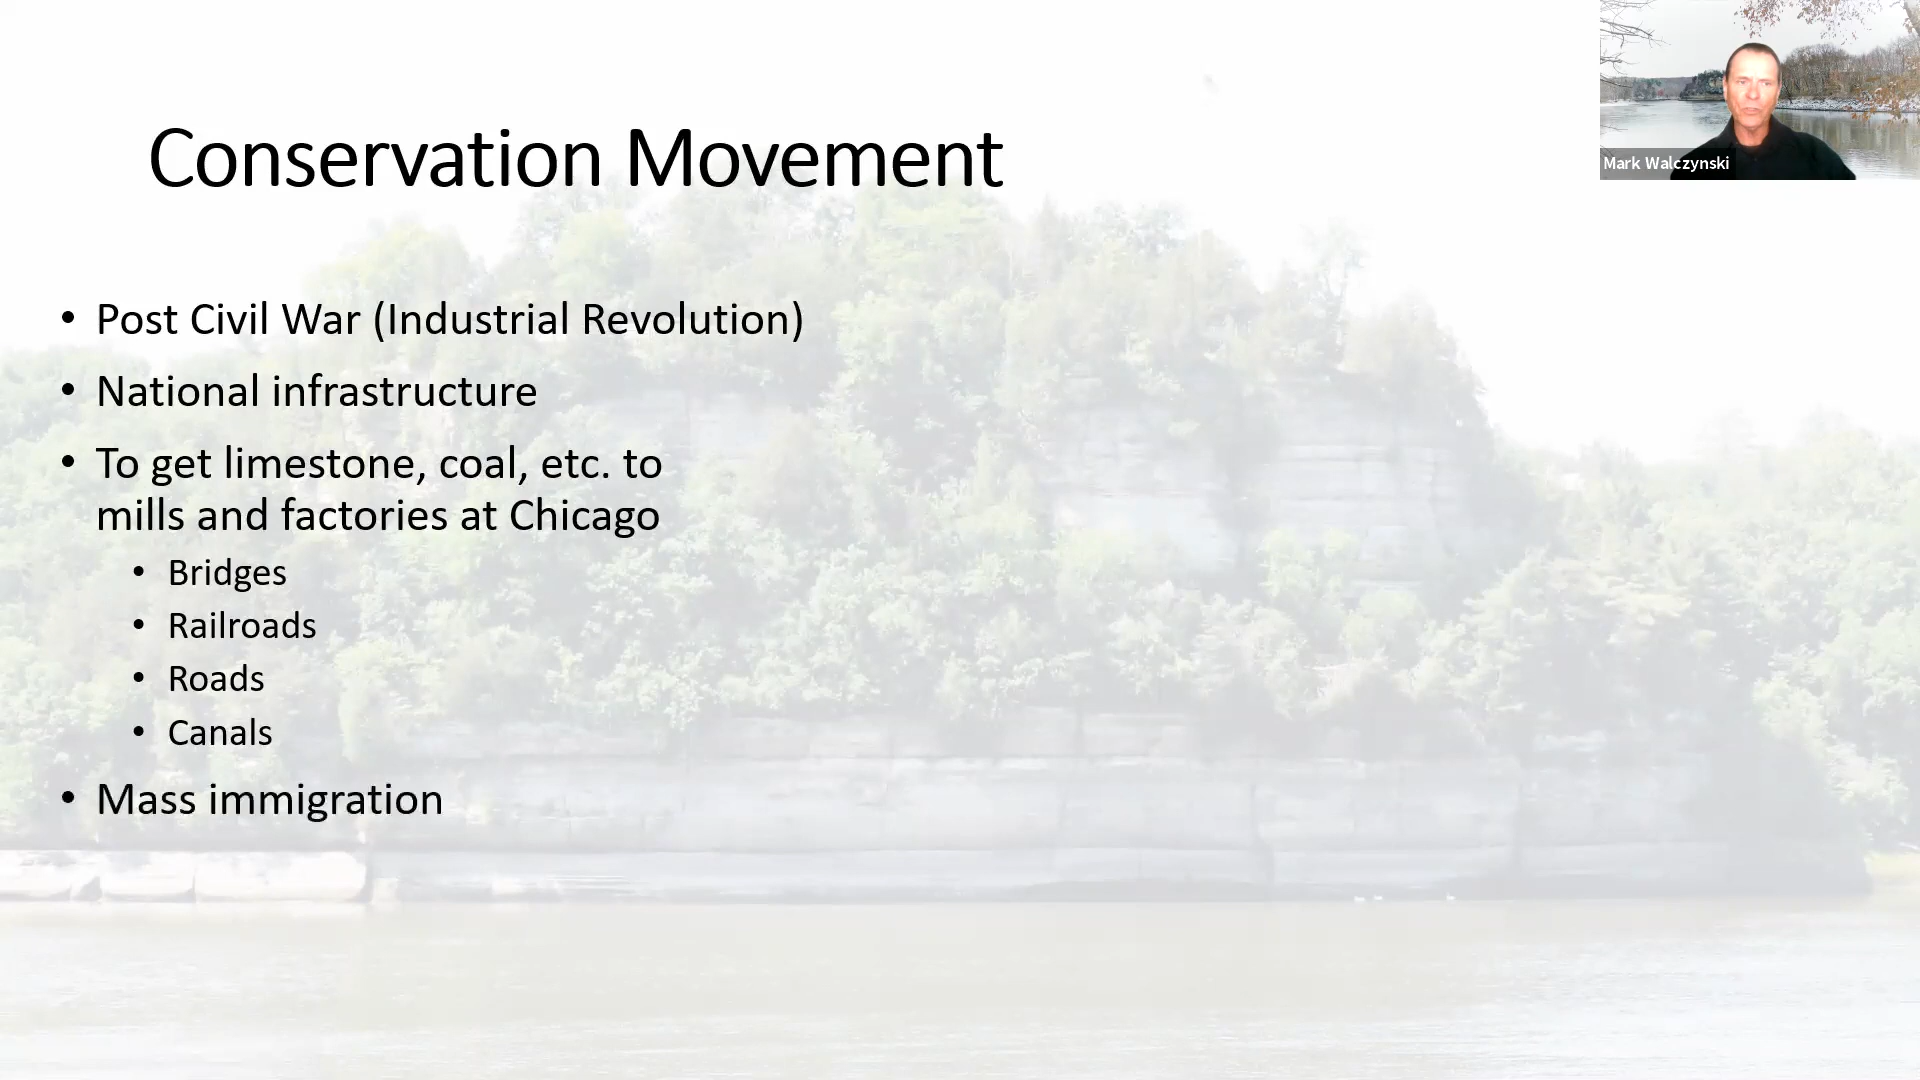 Conservation Movement
Mark Walczynski
• Post Civil War (Industrial Revolution)
• National infrastructure
• To get limestone, coal, etc. to
mills and factories at Chicago
• Bridges
• Railroads
• Roads
• Canals
• Mass immigration